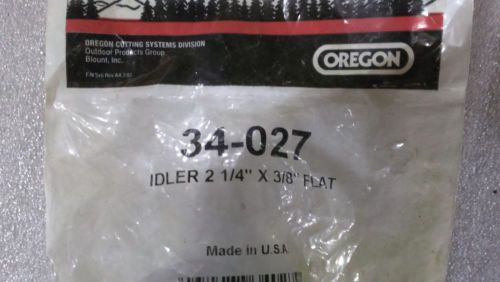 OREGON CUTTING SYSTEMS DIVISION
Outdoor Products Group
Blount, Inc.
OREGON
34-027
IDLER 2 1/4" X 3/8" FLAT
Made in U.S.A.